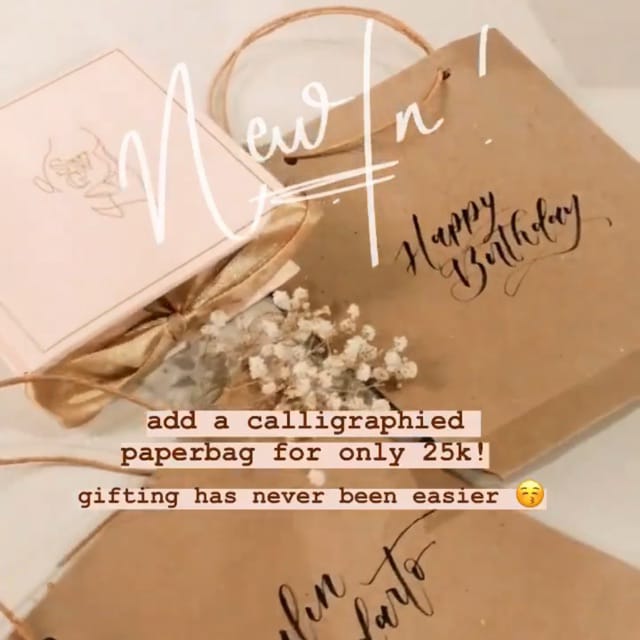 New In !
Happy
Birthday
add a calligraphied
paperbag for only 25k!
gifting has never been easier 😚